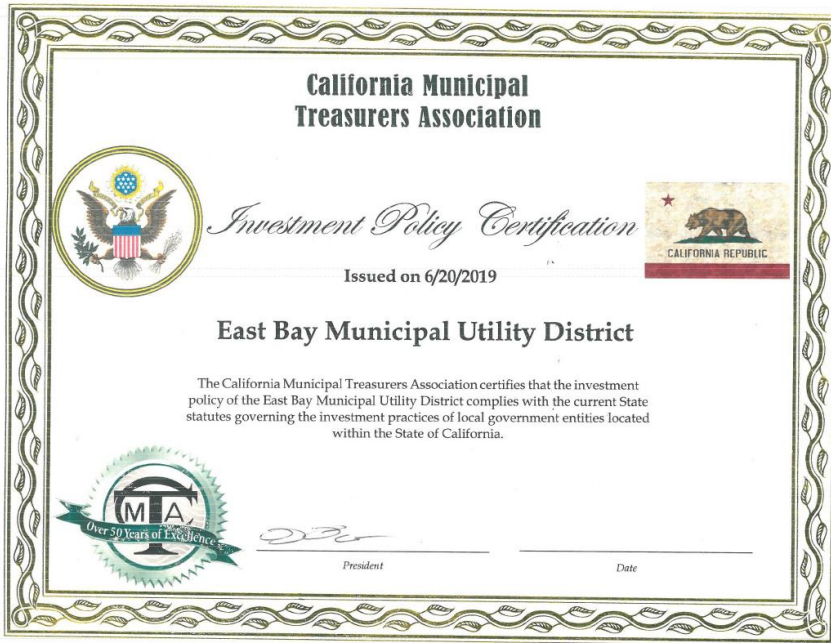 California Municipal
Treasurers Association
Investment Policy Certification
CALIFORNIA REPUBLIC
Issued on 6/20/2019
East Bay Municipal Utility District
The California Municipal Treasurers Association certifies that the investment
policy of the East Bay Municipal Utility District complies with the current State
statutes governing the investment practices of local government entities located
within the State of California.
CMTA
Over 50 Years of Excellence
President
Date